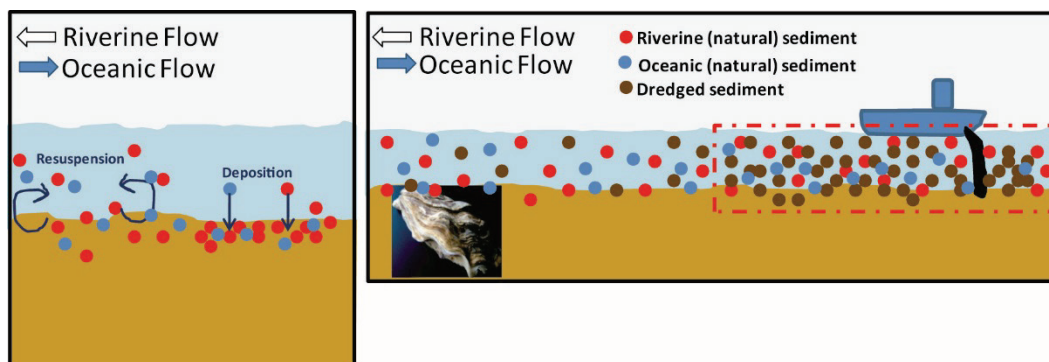 Riverine Flow
Oceanic Flow
Resuspension
Deposition
Riverine Flow
Oceanic Flow
Riverine (natural) sediment
Oceanic (natural) sediment
Dredged sediment